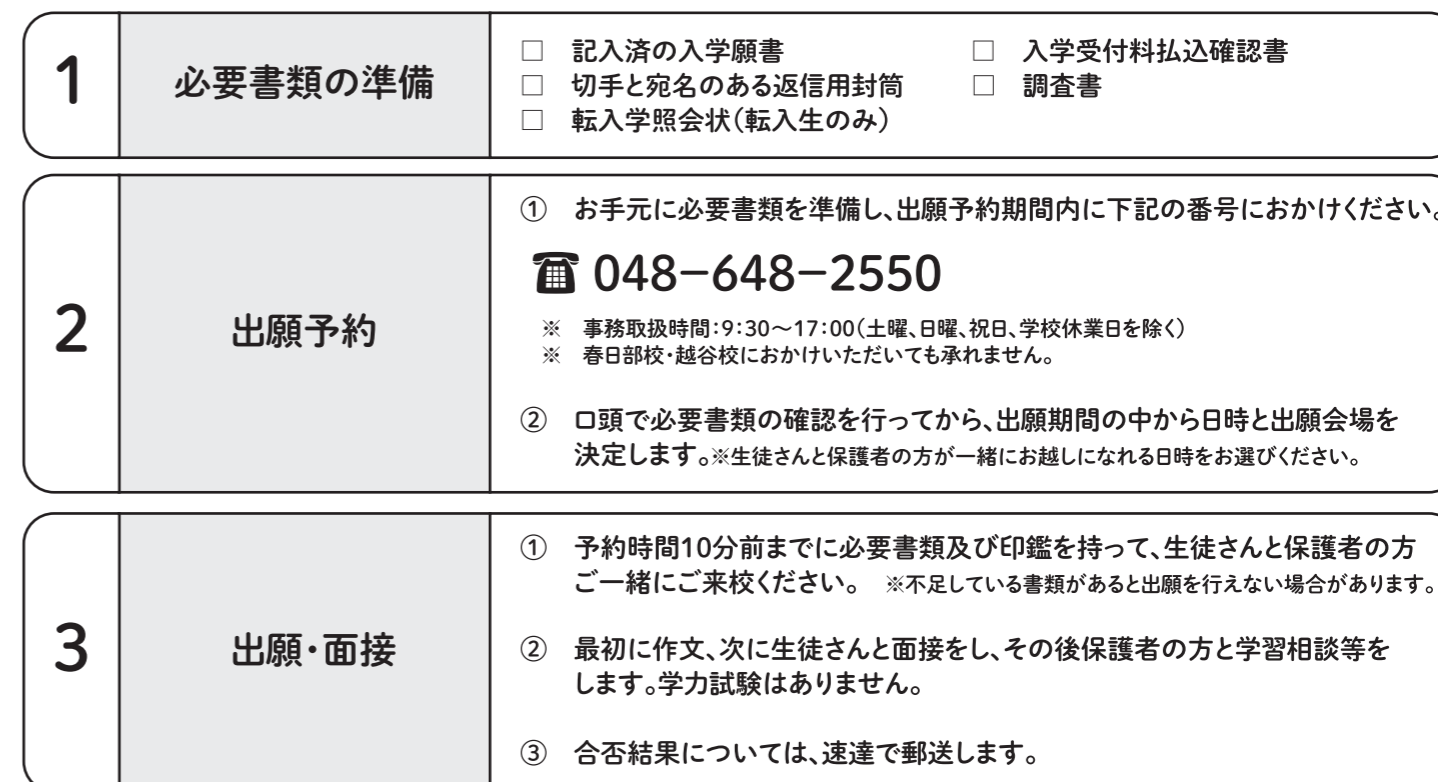 1
必要書類の準備
□ 記入済の入学願書
□ 切手と宛名のある返信用封筒
□ 転入学照会状(転入生のみ)
□ 入学受付料払込確認書
□ 調査書
2
出願予約
① お手元に必要書類を準備し、出願予約期間内に下記の番号におかけください。
☎ 048−648−2550
※ 事務取扱時間:9:30〜17:00(土曜、日曜、祝日、学校休業日を除く)
※ 春日部校・越谷校におかけいただいても承れません。
② 口頭で必要書類の確認を行ってから、出願期間の中から日時と出願会場を
決定します。※生徒さんと保護者の方が一緒にお越しになれる日時をお選びください。
3
出願・面接
① 予約時間10分前までに必要書類及び印鑑を持って、生徒さんと保護者の方
ご一緒にご来校ください。 ※不足している書類があると出願を行えない場合があります。
② 最初に作文、次に生徒さんと面接をし、その後保護者の方と学習相談等を
します。学力試験はありません。
③ 合否結果については、速達で郵送します。